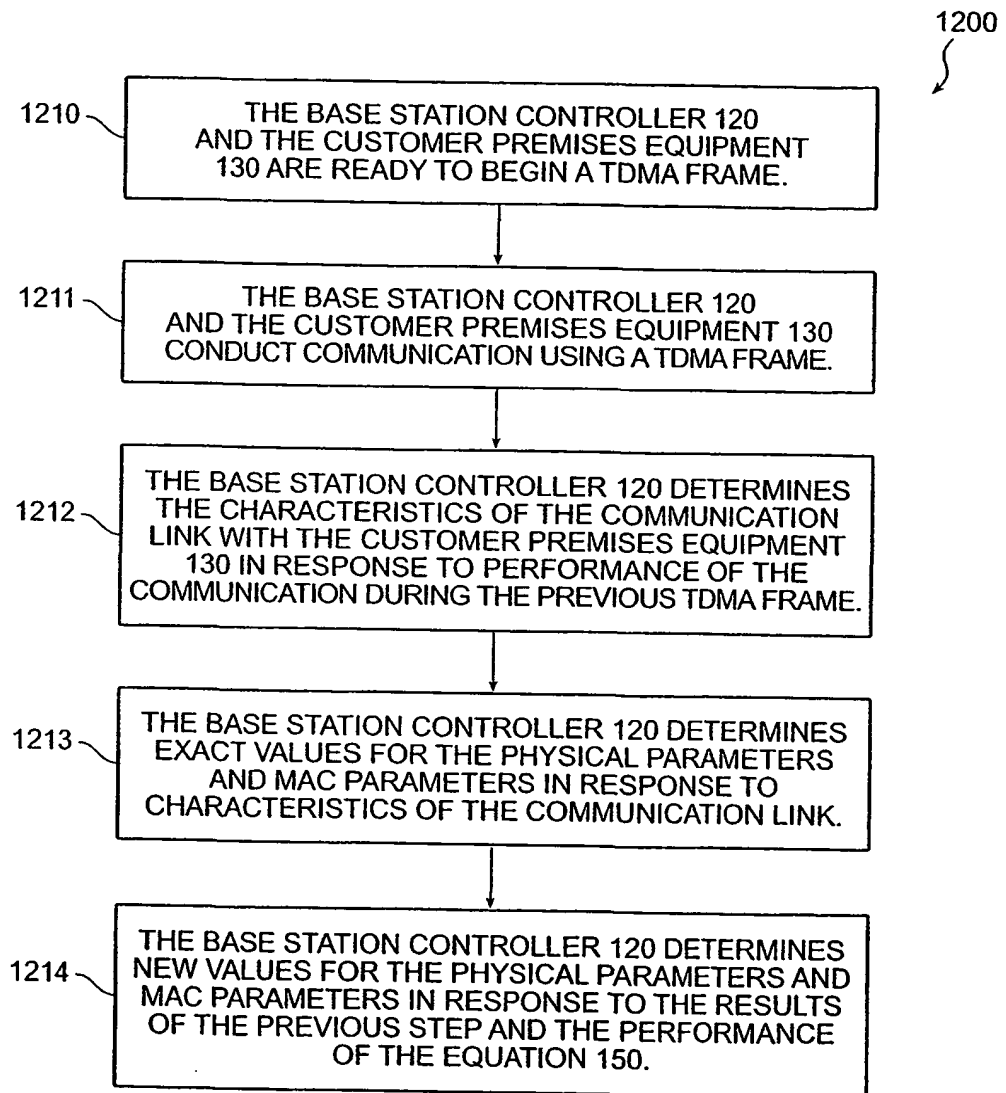 1200
1210
THE BASE STATION CONTROLLER 120
AND THE CUSTOMER PREMISES EQUIPMENT
130 ARE READY TO BEGIN A TDMA FRAME.
1211
THE BASE STATION CONTROLLER 120
AND THE CUSTOMER PREMISES EQUIPMENT 130
CONDUCT COMMUNICATION USING A TDMA FRAME.
1212
THE BASE STATION CONTROLLER 120 DETERMINES
THE CHARACTERISTICS OF THE COMMUNICATION
LINK WITH THE CUSTOMER PREMISES EQUIPMENT
130 IN RESPONSE TO PERFORMANCE OF THE
COMMUNICATION DURING THE PREVIOUS TDMA FRAME.
1213
THE BASE STATION CONTROLLER 120 DETERMINES
EXACT VALUES FOR THE PHYSICAL PARAMETERS
AND MAC PARAMETERS IN RESPONSE TO
CHARACTERISTICS OF THE COMMUNICATION LINK.
1214
THE BASE STATION CONTROLLER 120 DETERMINES
NEW VALUES FOR THE PHYSICAL PARAMETERS AND
MAC PARAMETERS IN RESPONSE TO THE RESULTS
OF THE PREVIOUS STEP AND THE PERFORMANCE
OF THE EQUATION 150.